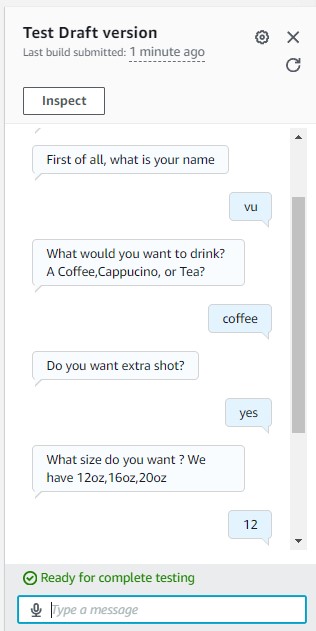 Test Draft version
Last build submitted: 1 minute ago
Inspect
First of all, what is your name
vu
What would you want to drink?
A Coffee,Cappucino, or Tea?
coffee
Do you want extra shot?
yes
What size do you want ? We
have 12oz,16oz,20oz
12
Ready for complete testing
Type a message